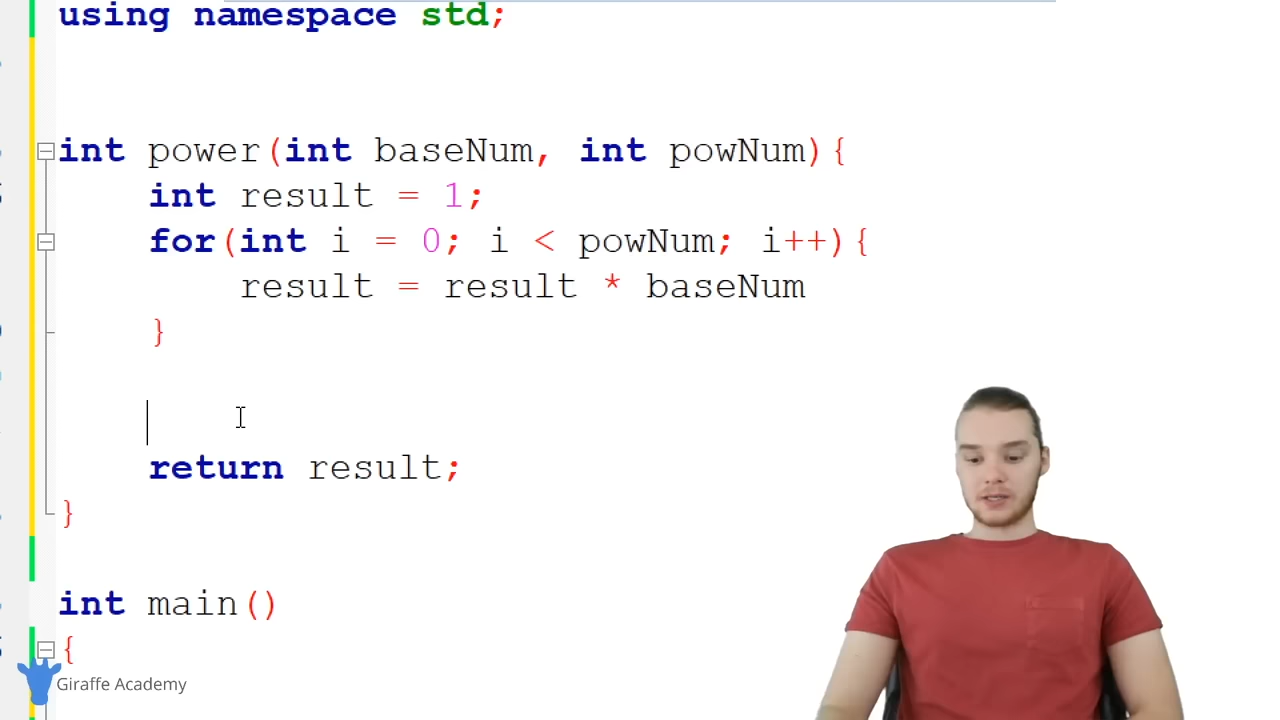 using namespace std;
int power(int baseNum, int powNum){
int result = 1;
for(int i = 0; i < powNum; i++){
result = result * baseNum
}
return result;
}
int main()
{
Giraffe Academy